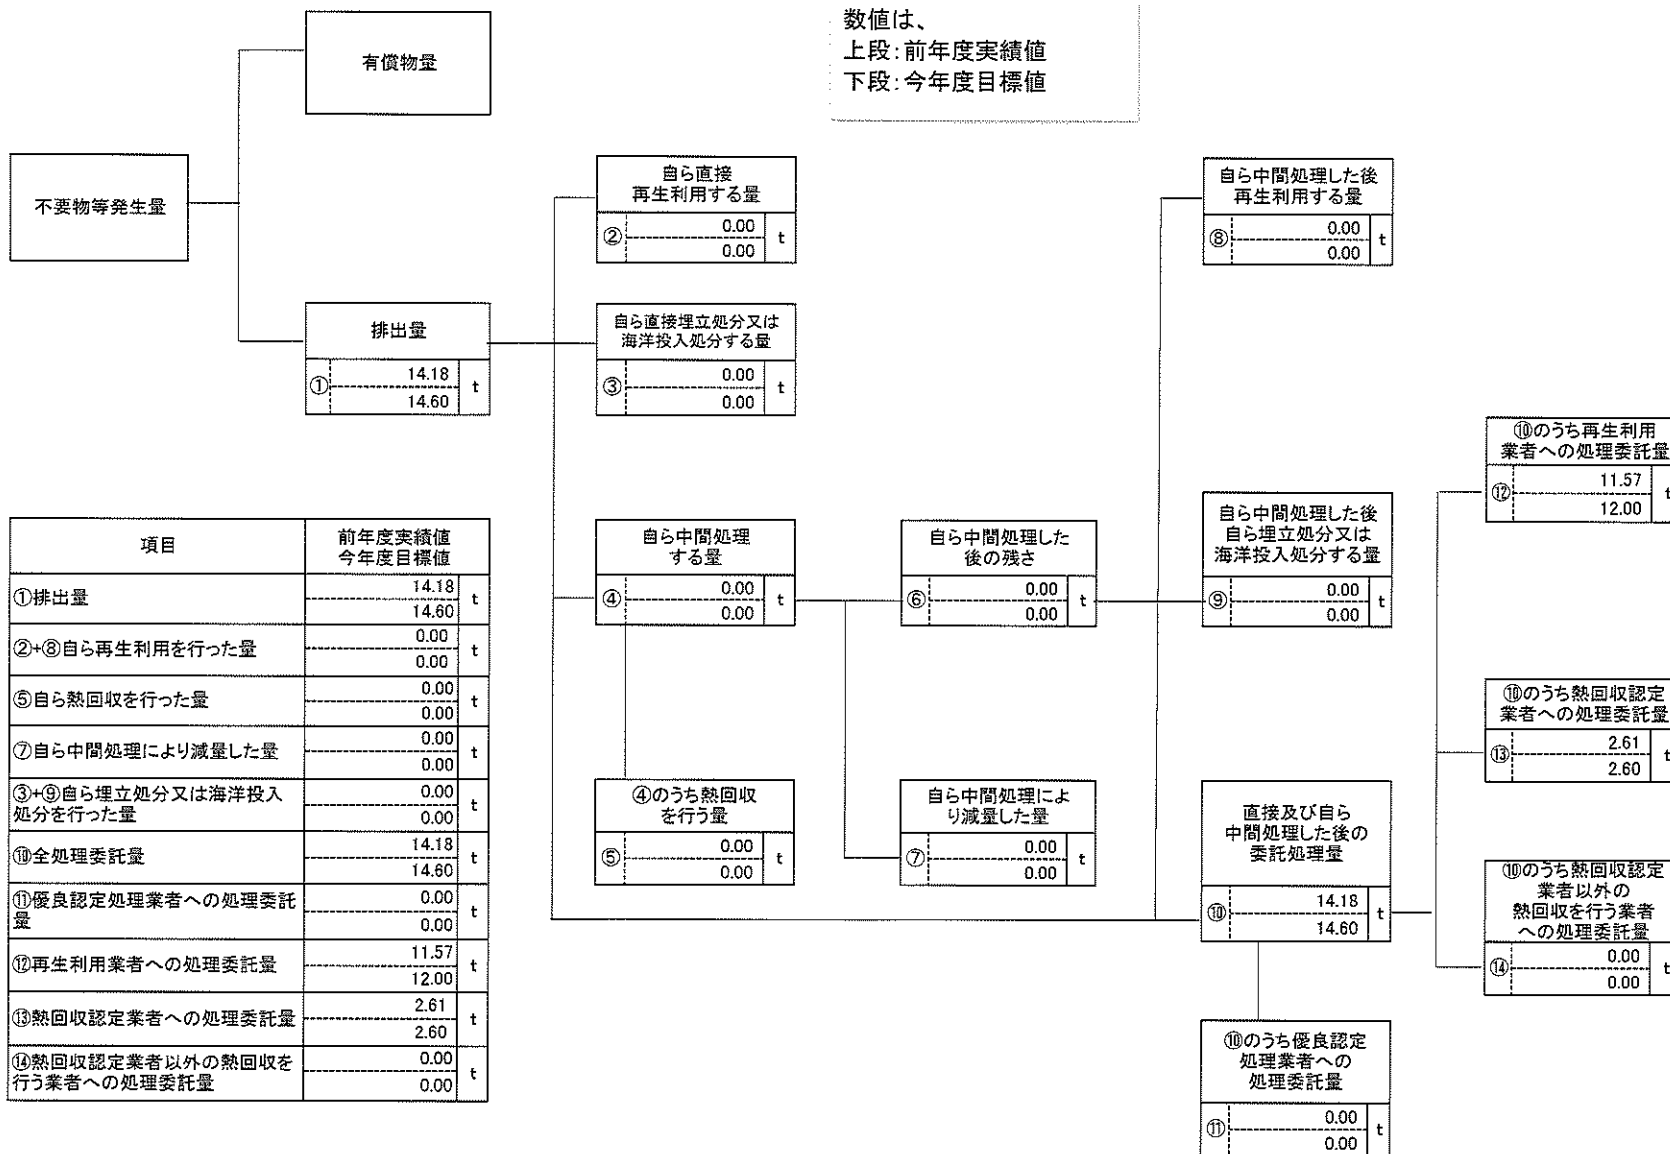 数値は、
上段:前年度実績値
下段:今年度目標値
有償物量
不要物等発生量
排出量
① 14.18 t
14.60
自ら直接
再生利用する量
② 0.00 t
0.00
自ら直接埋立処分又は
海洋投入処分する量
③ 0.00 t
0.00
自ら中間処理
する量
④ 0.00 t
0.00
④のうち熱回収
を行う量
⑤ 0.00 t
0.00
自ら中間処理した
後の残さ
⑥ 0.00 t
0.00
自ら中間処理によ
り減量した量
⑦ 0.00 t
0.00
自ら中間処理した後
再生利用する量
⑧ 0.00 t
0.00
自ら中間処理した後
自ら埋立処分又は
海洋投入処分する量
⑨ 0.00 t
0.00
直接及び自ら
中間処理した後の
委託処理量
⑩ 14.18 t
14.60
⑩のうち優良認定
処理業者への
処理委託量
⑪ 0.00 t
0.00
⑩のうち再生利用
業者への処理委託量
⑫ 11.57 t
12.00
⑩のうち熱回収認定
業者への処理委託量
⑬ 2.61 t
2.60
⑩のうち熱回収認定
業者以外の
熱回収を行う業者
への処理委託量
⑭ 0.00 t
0.00
項目 前年度実績値
今年度目標値
①排出量 14.18 t
14.60
②+⑧自ら再生利用を行った量 0.00 t
0.00
⑤自ら熱回収を行った量 0.00 t
0.00
⑦自ら中間処理により減量した量 0.00 t
0.00
③+⑨自ら埋立処分又は海洋投入 0.00 t
処分を行った量 0.00
⑩全処理委託量 14.18 t
14.60
⑪優良認定処理業者への処理委託 0.00 t
量 0.00
⑫再生利用業者への処理委託量 11.57 t
12.00
⑬熱回収認定業者への処理委託量 2.61 t
2.60
⑭熱回収認定業者以外の熱回収を 0.00 t
行う業者への処理委託量 0.00